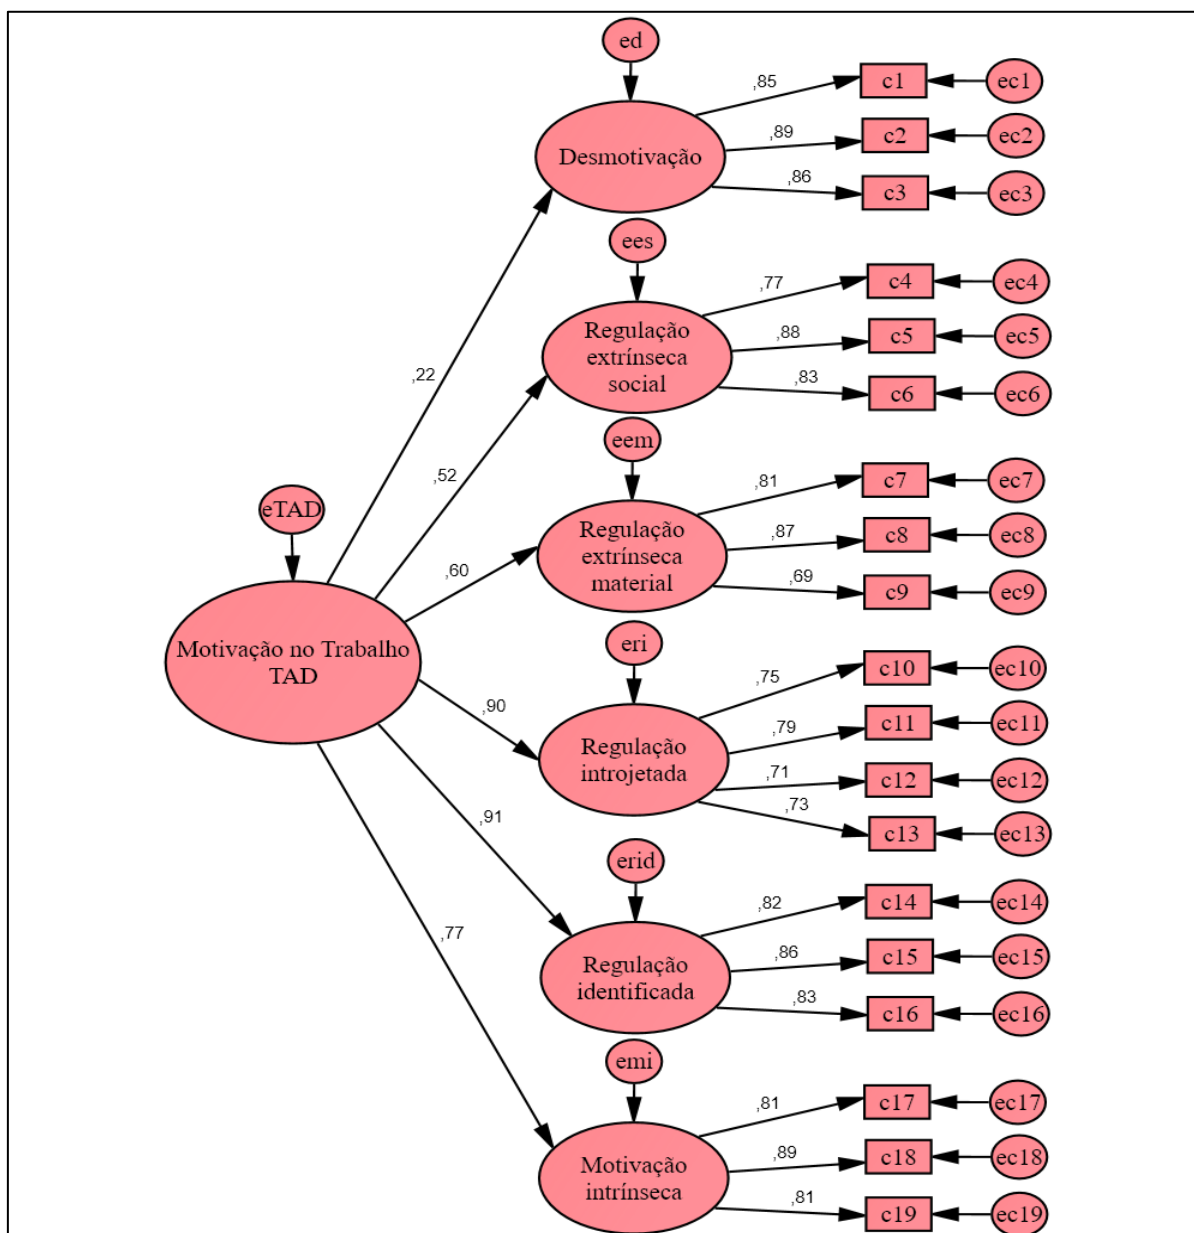 ed
,85
c1
ec1
,89
c2
ec2
Desmotivação
,86
c3
ec3
ees
,77
c4
ec4
Regulação
extrínseca
social
,88
c5
ec5
,83
c6
ec6
,22
eem
,52
,81
c7
ec7
eTAD
Regulação
extrínseca
material
,87
c8
ec8
,60
,69
c9
ec9
Motivação no Trabalho
TAD
eri
,75
c10
ec10
,90
,79
c11
ec11
Regulação
introjetada
,71
c12
ec12
,73
c13
ec13
,91
erid
,82
c14
ec14
,77
Regulação
identificada
,86
c15
ec15
,83
c16
ec16
emi
,81
c17
ec17
Motivação
intrínseca
,89
c18
ec18
,81
c19
ec19